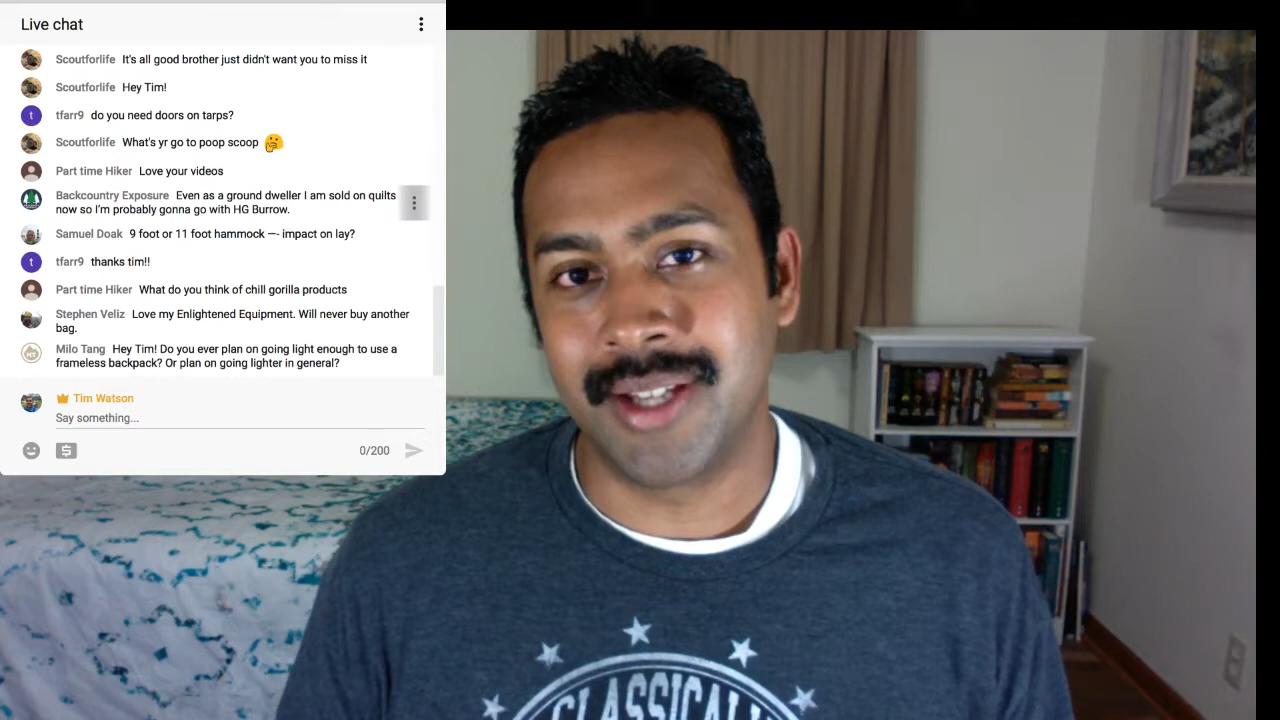 Live chat
Scoutforlife It's all good brother just didn't want you to miss it
Scoutforlife Hey Tim!
t tfarr9 do you need doors on tarps?
Scoutforlife What's yr go to poop scoop 🤔
Part time Hiker Love your videos
Backcountry Exposure Even as a ground dweller I am sold on quilts
now so I'm probably gonna go with HG Burrow.
Samuel Doak 9 foot or 11 foot hammock —- impact on lay?
t tfarr9 thanks tim!!
Part time Hiker What do you think of chill gorilla products
Stephen Veliz Love my Enlightened Equipment. Will never buy another
bag.
MT Milo Tang Hey Tim! Do you ever plan on going light enough to use a
frameless backpack? Or plan on going lighter in general?
Tim Watson
Say something...
$ 0/200